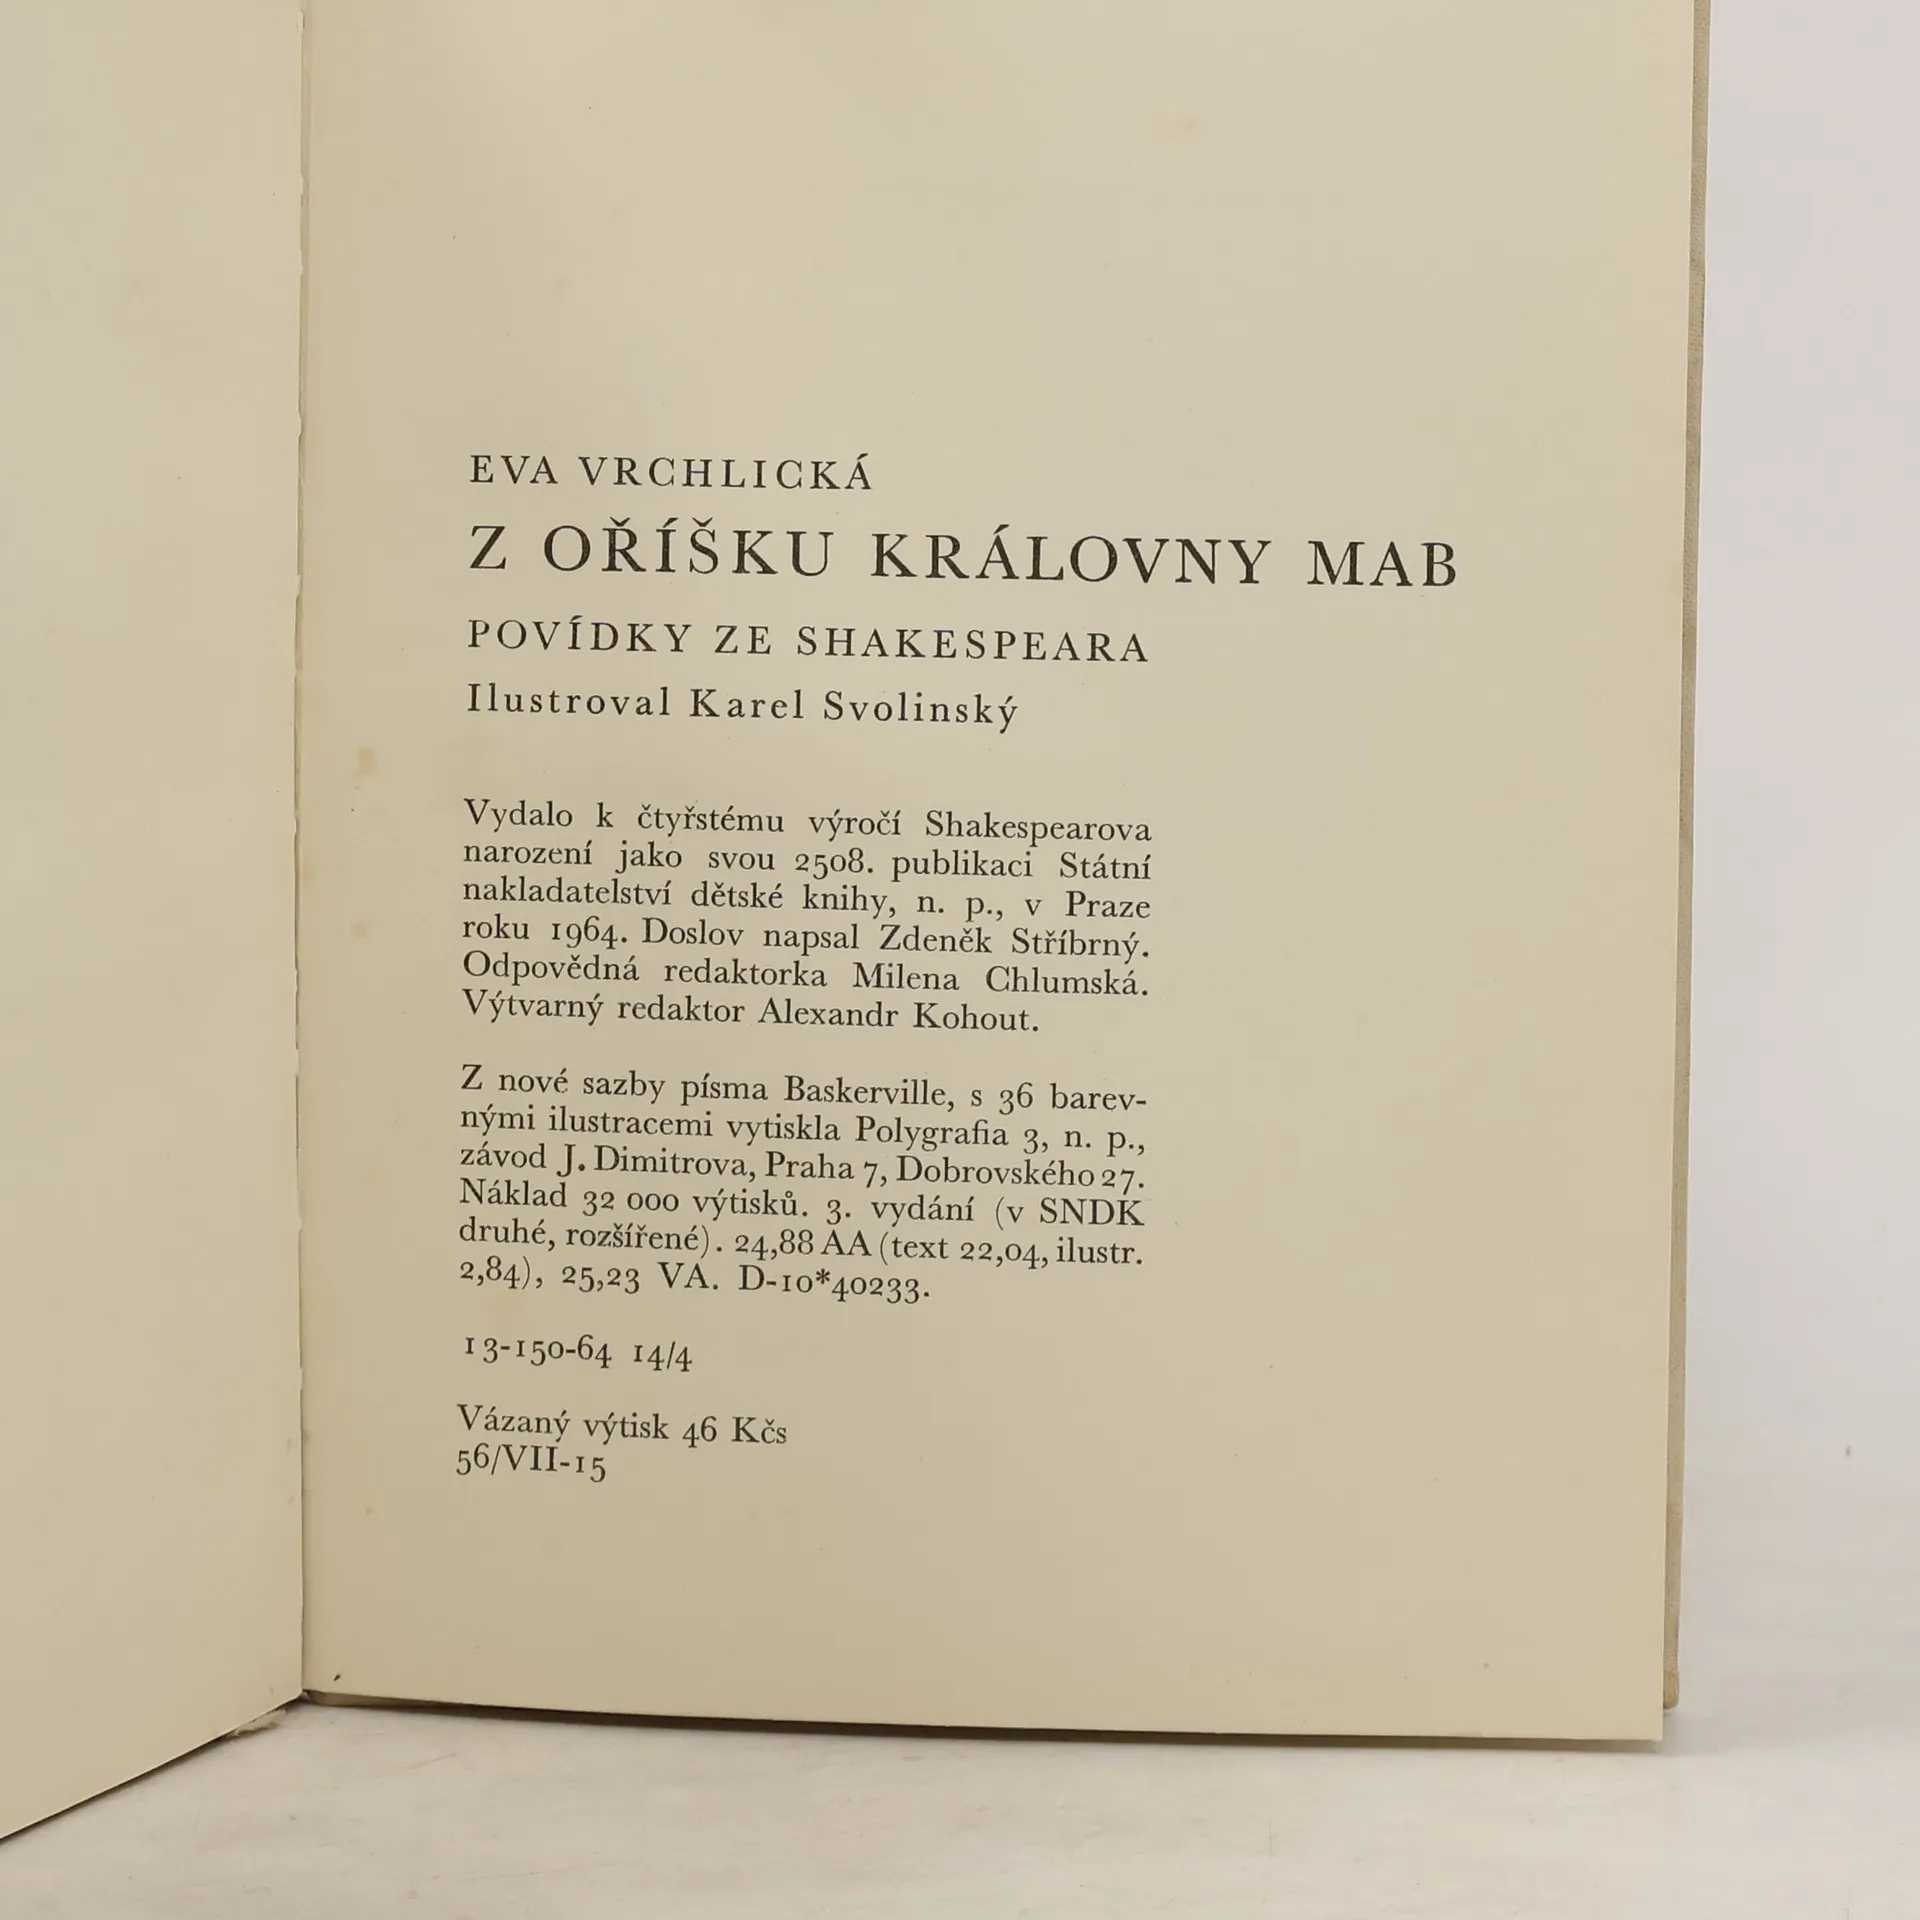 EVA VRCHLICKÁ
Z OŘÍŠKU KRÁLOVNY MAB
POVÍDKY ZE SHAKESPEARA
Ilustroval Karel Svolinský
Vydalo k čtyřstému výročí Shakespearova
narození jako svou 2508. publikaci Státní
nakladatelství dětské knihy, n. p., v Praze
roku 1964. Doslov napsal Zdeněk Stříbrný.
Odpovědná redaktorka Milena Chlumská.
Výtvarný redaktor Alexandr Kohout.
Z nové sazby písma Baskerville, s 36 barev-
nými ilustracemi vytiskla Polygrafia 3, n. p.,
závod J. Dimitrova, Praha 7, Dobrovského 27.
Náklad 32 000 výtisků. 3. vydání (v SNDK
druhé, rozšířené). 24,88 AA (text 22,04, ilustr.
2,84), 25,23 VA. D-10*40233.
13-150-64 14/4
Vázaný výtisk 46 Kčs
56/VII-15